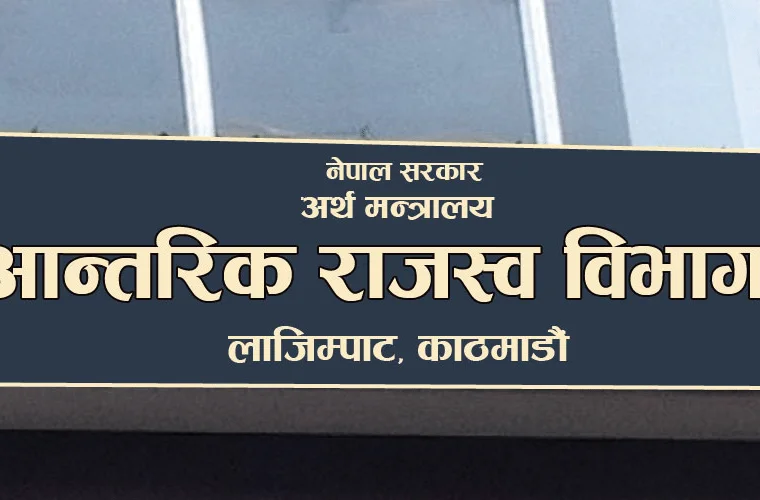 नेपाल सरकार
अर्थ मन्त्रालय
आन्तरिक राजस्व विभाग
लाजिम्पाट, काठमाडौं